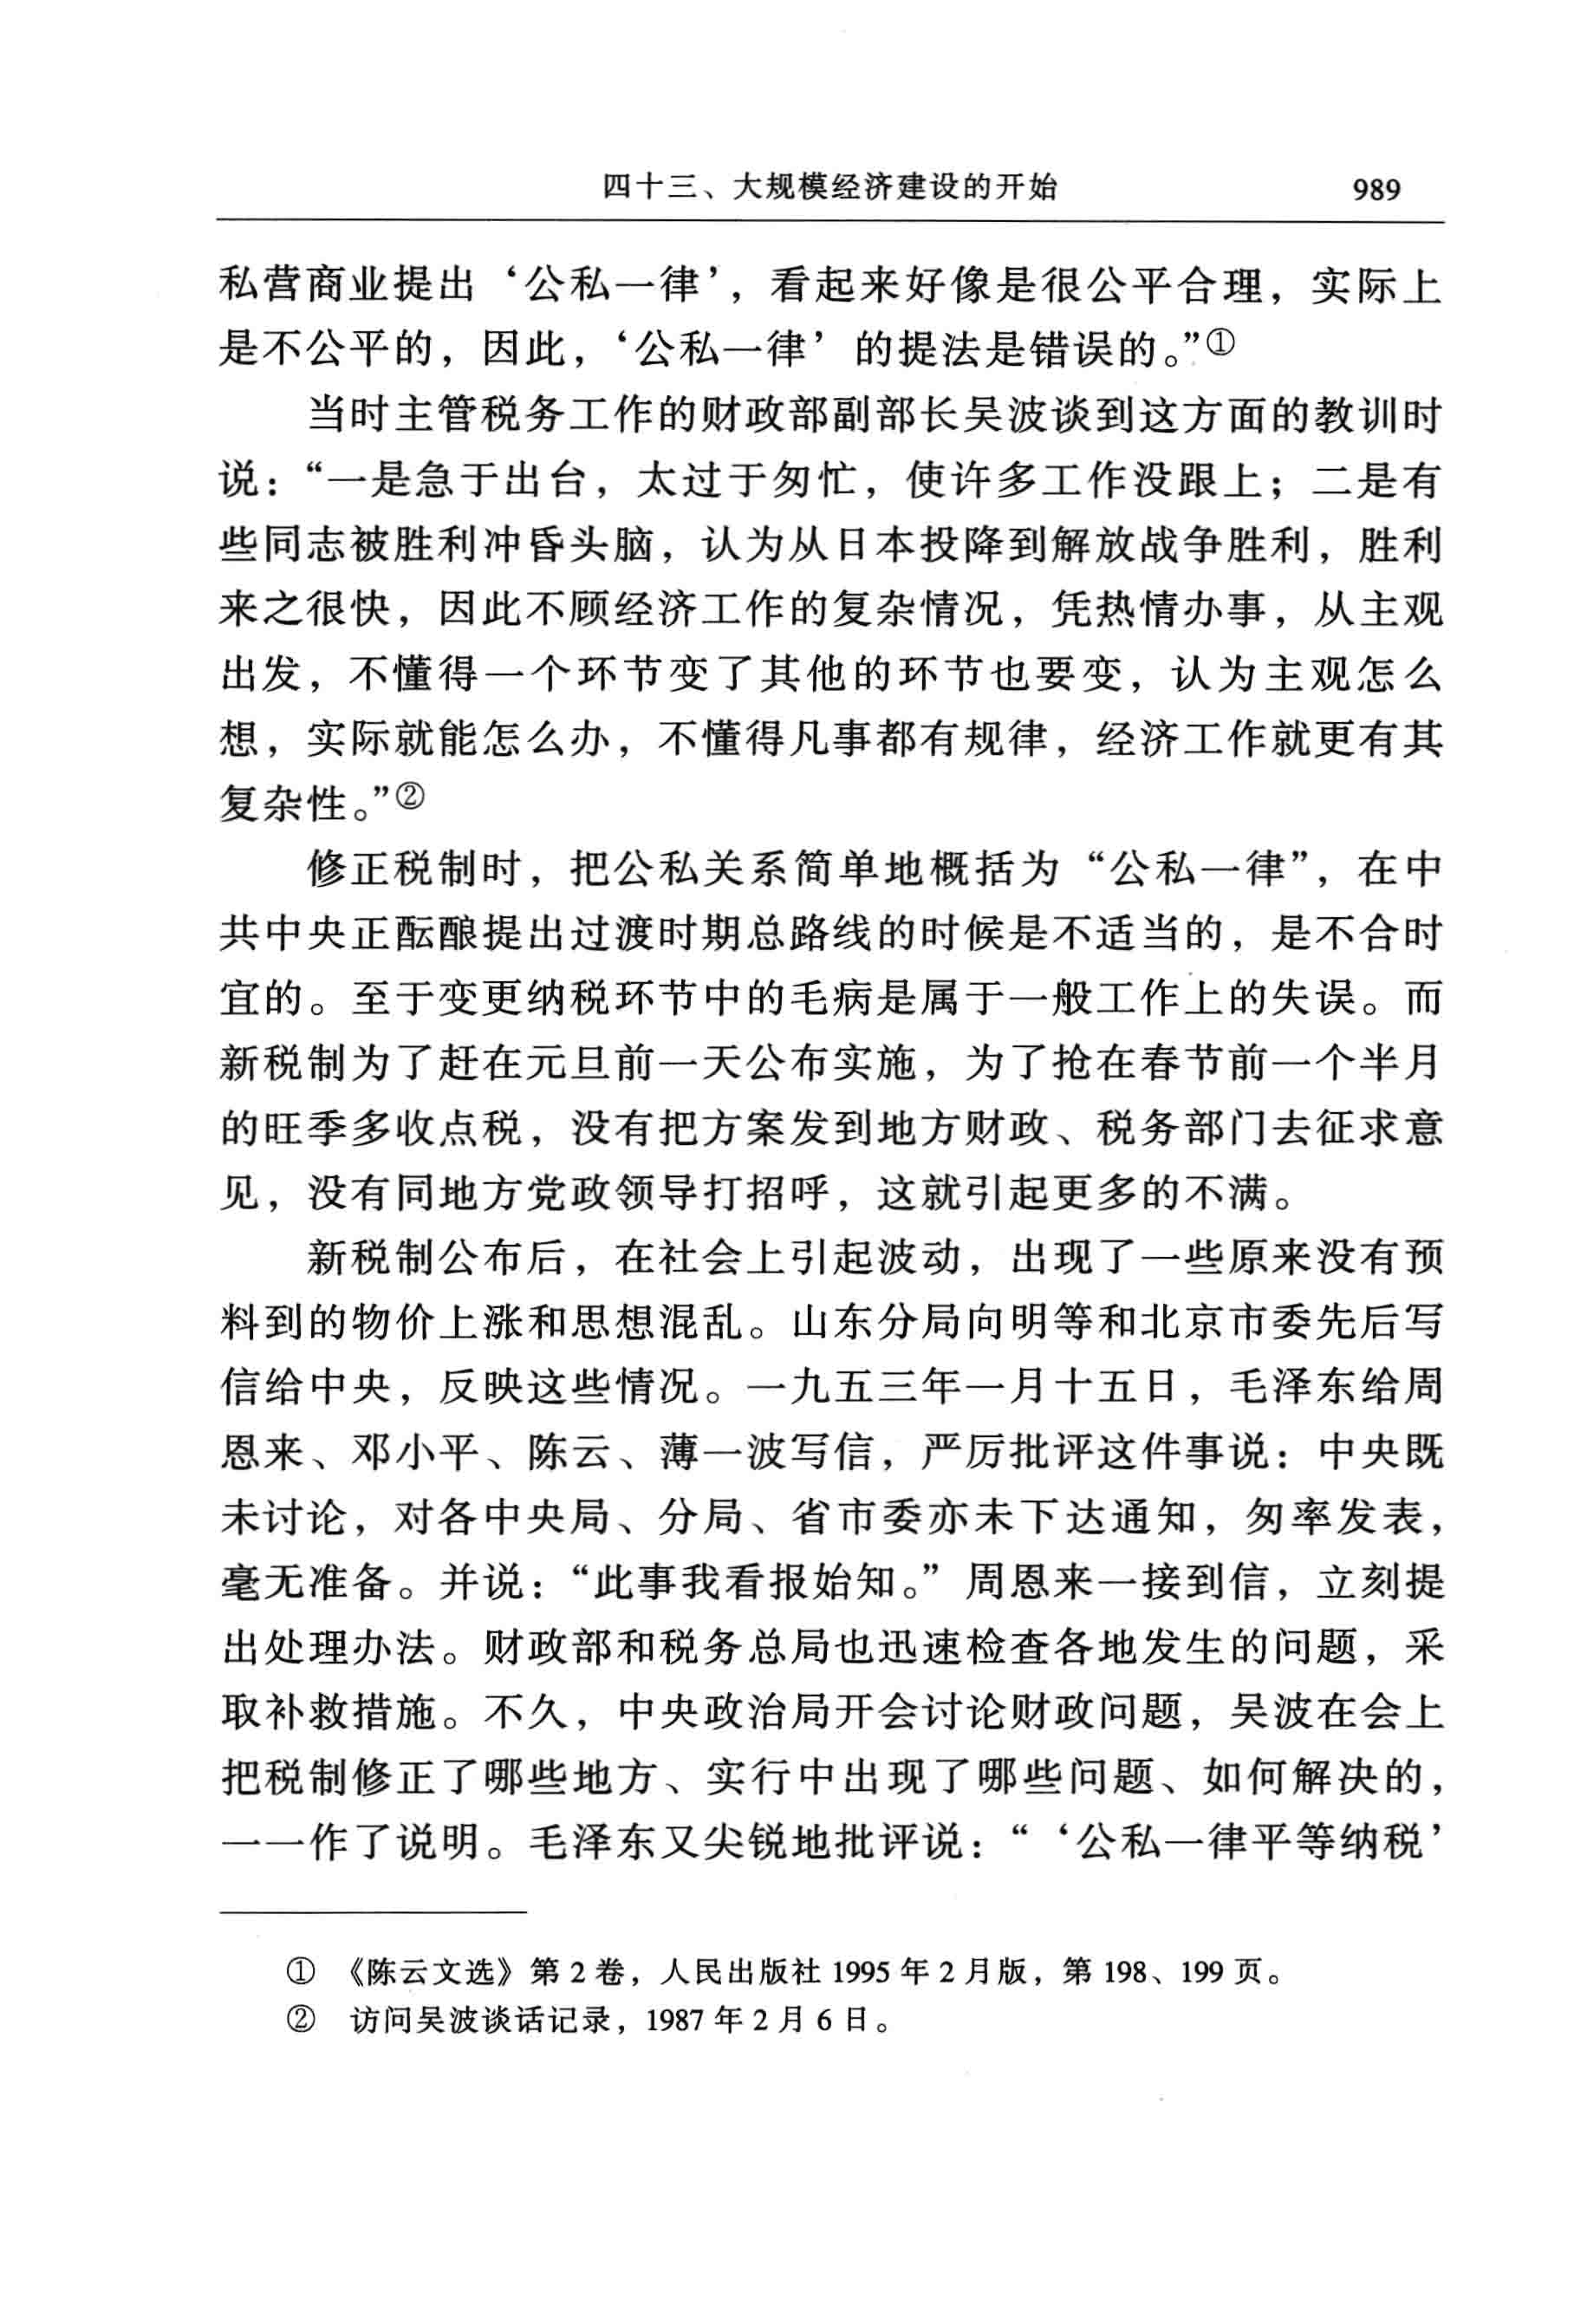 四十三、大规模经济建设的开始 989
私营商业提出‘公私一律’，看起来好像是很公平合理，实际上
是不公平的，因此，‘公私一律’的提法是错误的。”①
当时主管税务工作的财政部副部长吴波谈到这方面的教训时
说：“一是急于出台，太过于匆忙，使许多工作没跟上；二是有
些同志被胜利冲昏头脑，认为从日本投降到解放战争胜利，胜利
来之很快，因此不顾经济工作的复杂情况，凭热情办事，从主观
出发，不懂得一个环节变了其他的环节也要变，认为主观怎么
想，实际就能怎么办，不懂得凡事都有规律，经济工作就更有其
复杂性。”②
修正税制时，把公私关系简单地概括为“公私一律”，在中
共中央正酝酿提出过渡时期总路线的时候是不适当的，是不合时
宜的。至于变更纳税环节中的毛病是属于一般工作上的失误。而
新税制为了赶在元旦前一天公布实施，为了抢在春节前一个半月
的旺季多收点税，没有把方案发到地方财政、税务部门去征求意
见，没有同地方党政领导打招呼，这就引起更多的不满。
新税制公布后，在社会上引起波动，出现了一些原来没有预
料到的物价上涨和思想混乱。山东分局向明等和北京市委先后写
信给中央，反映这些情况。一九五三年一月十五日，毛泽东给周
恩来、邓小平、陈云、薄一波写信，严厉批评这件事说：中央既
未讨论，对各中央局、分局、省市委亦未下达通知，匆率发表，
毫无准备。并说：“此事我看报始知。”周恩来一接到信，立刻提
出处理办法。财政部和税务总局也迅速检查各地发生的问题，采
取补救措施。不久，中央政治局开会讨论财政问题，吴波在会上
把税制修正了哪些地方、实行中出现了哪些问题、如何解决的，
一一作了说明。毛泽东又尖锐地批评说：“‘公私一律平等纳税’
① 《陈云文选》第 2 卷，人民出版社 1995 年 2 月版，第 198、199 页。
② 访问吴波谈话记录，1987 年 2 月 6 日。